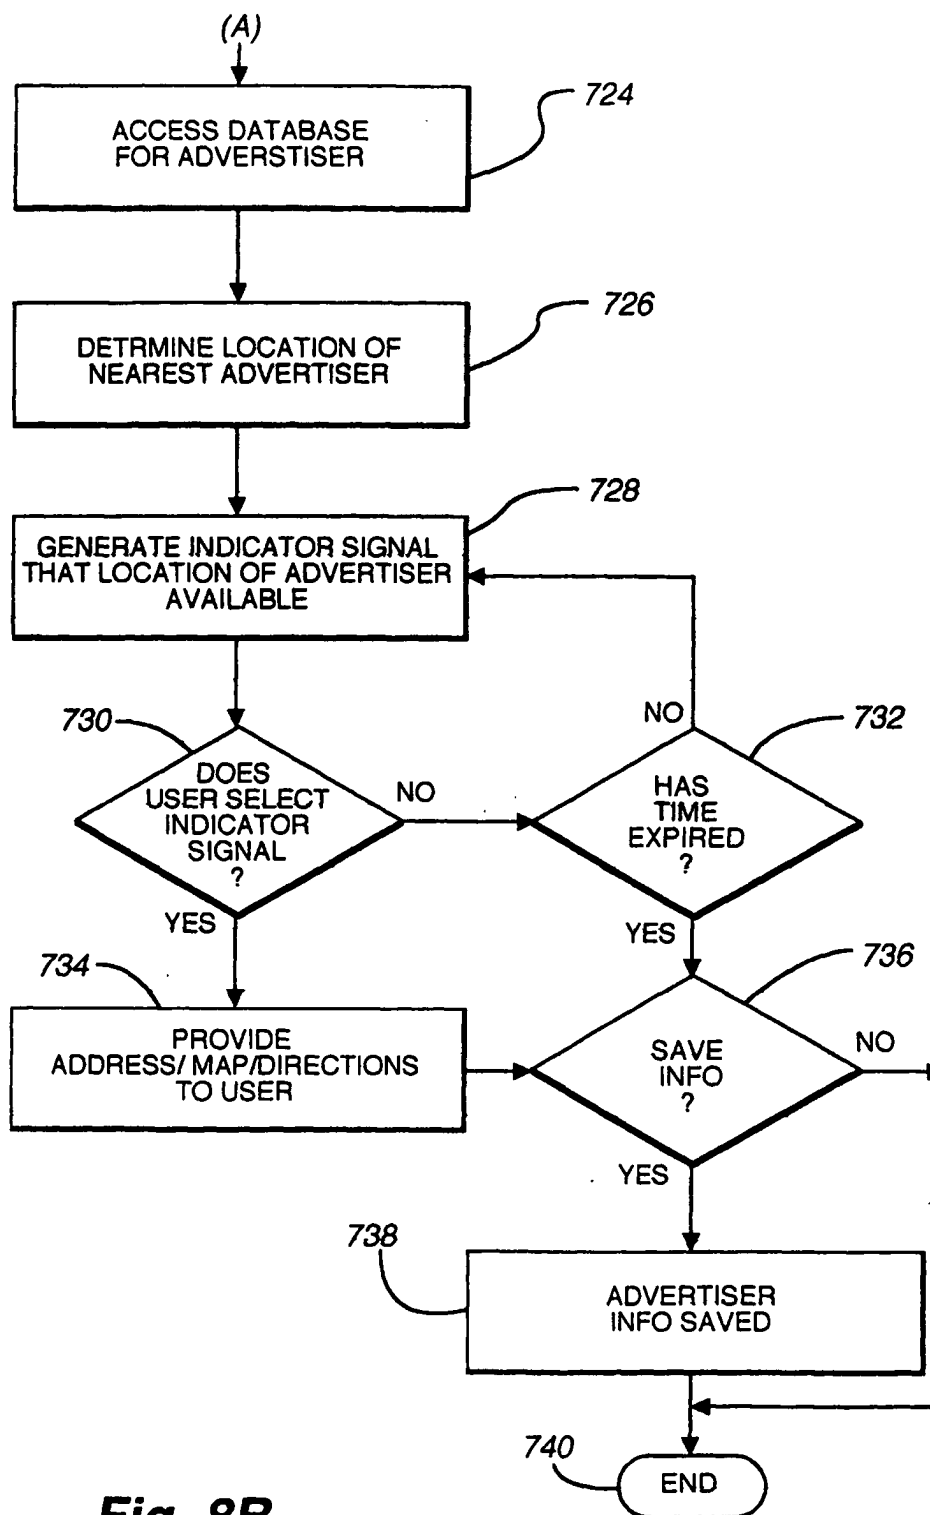 (A)
724
ACCESS DATABASE
FOR ADVERSTISER
726
DETRMINE LOCATION OF
NEAREST ADVERTISER
728
GENERATE INDICATOR SIGNAL
THAT LOCATION OF ADVERTISER
AVAILABLE
730
DOES
USER SELECT
INDICATOR
SIGNAL
?
NO
YES
NO
732
HAS
TIME
EXPIRED
?
YES
734
PROVIDE
ADDRESS/ MAP/DIRECTIONS
TO USER
736
SAVE
INFO
?
NO
YES
738
ADVERTISER
INFO SAVED
740
END
Fig. 8B